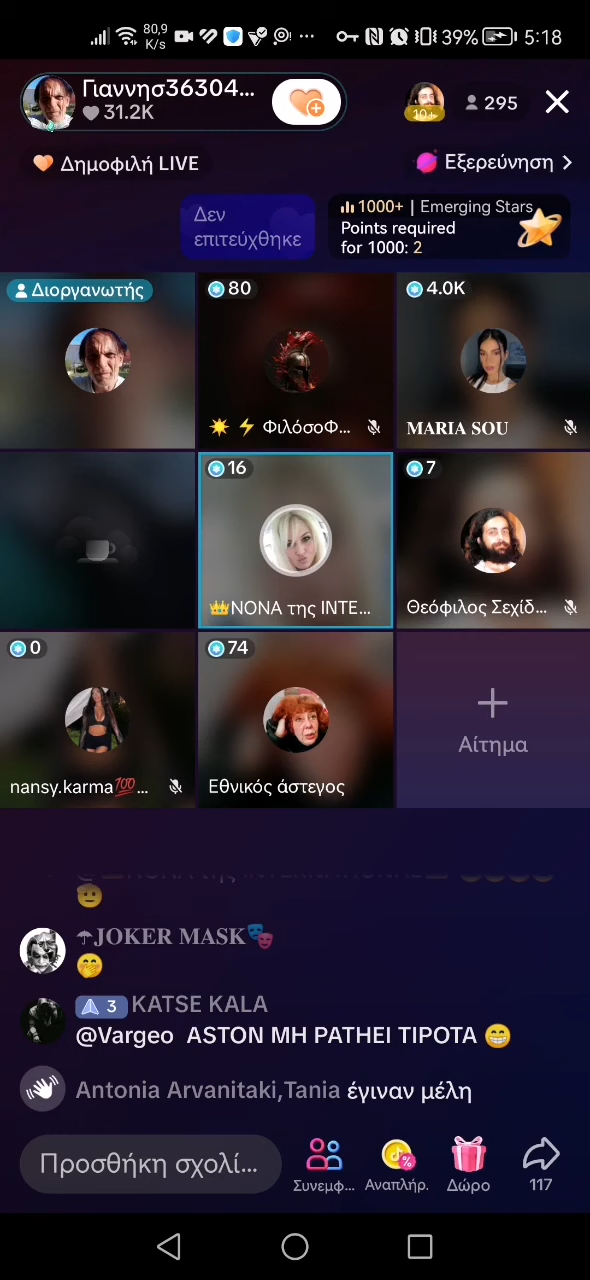 80,9
K/s
39%
5:18
Γιαννησ36304...
31.2K
10+
295
Δημοφιλή LIVE
Εξερεύνηση
Δεν
επιτεύχθηκε
1000+ | Emerging Stars
Points required
for 1000: 2
Διοργανωτής
80
4.0K
ΦιλόσοΦ...
MARIA SOU
16
7
NONA της INTE...
Θεόφιλος Σεχίδ...
0
74
nansy.karma💯...
Εθνικός άστεγος
Αίτημα
☂JOKER MASK🎭
🤭
3 KATSE KALA
@Vargeo ASTON MH PATHEI TIPOTA 😁
Antonia Arvanitaki,Tania έγιναν μέλη
Προσθήκη σχολί...
Συνεμφ...
Αναπλήρ.
Δώρο
117